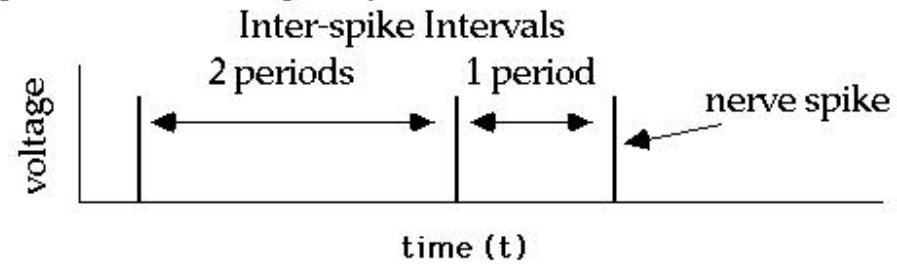 Inter-spike Intervals
2 periods
1 period
nerve spike
voltage
time (t)